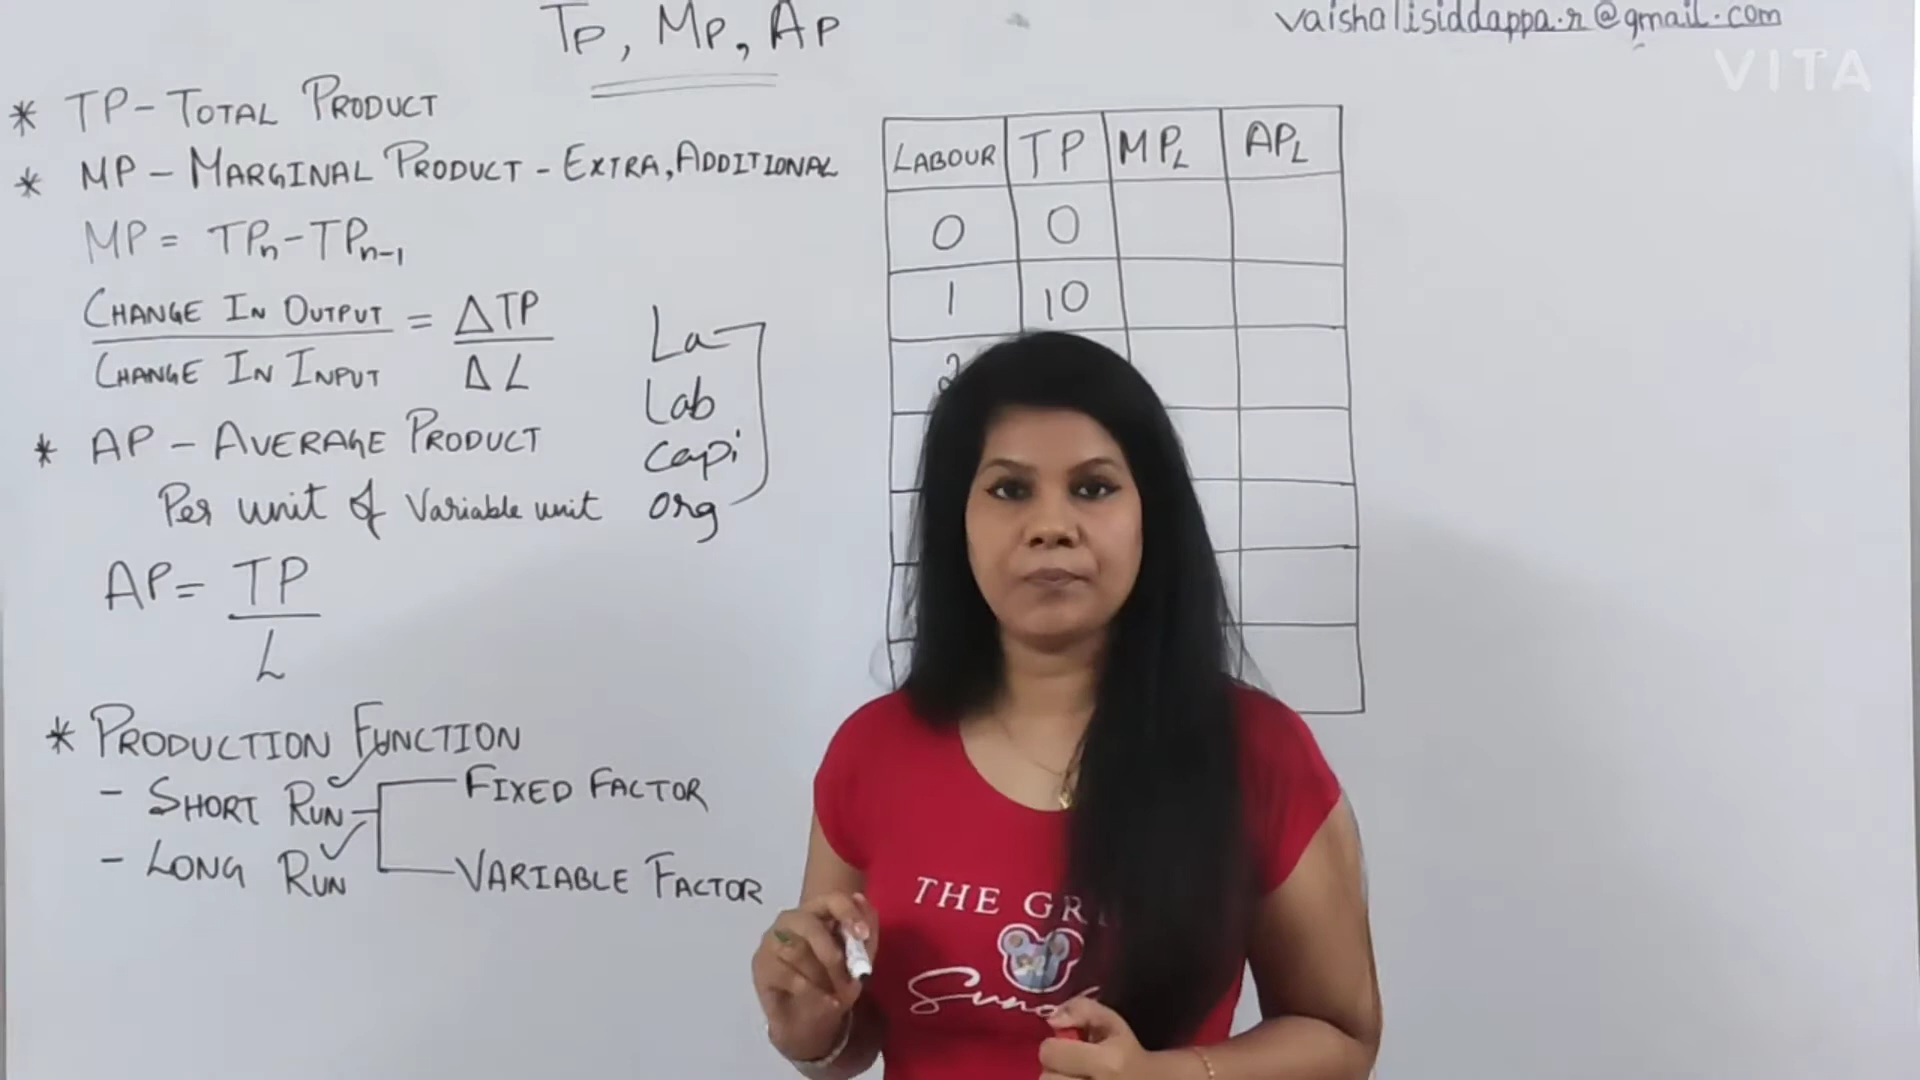 TP, MP, AP
vaishalisiddappa.r@gmail.com
VITA
* TP - TOTAL PRODUCT
* MP - MARGINAL PRODUCT - EXTRA, ADDITIONAL
MP = TPn - TPn-1
CHANGE IN OUTPUT = ΔTP
CHANGE IN INPUT ΔL
* AP - AVERAGE PRODUCT
Per unit of Variable unit
AP = TP
L
La
Lab
Capi
Org
* PRODUCTION FUNCTION
- SHORT RUN
- LONG RUN
FIXED FACTOR
VARIABLE FACTOR
LABOUR TP MPL APL
0 0
1 10
2
THE GR